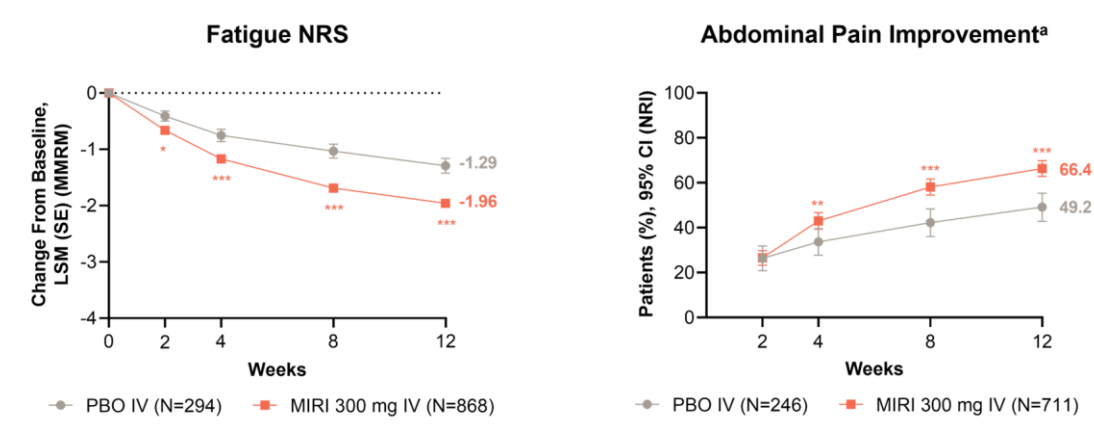 Fatigue NRS
Change From Baseline,
LSM (SE) (MMRM)
0
-1
-2
-3
-4
*
***
***
***
-1.29
-1.96
0
2
4
8
12
Weeks
PBO IV (N=294)
MIRI 300 mg IV (N=868)
Abdominal Pain Improvementᵃ
Patients (%), 95% CI (NRI)
100
80
60
40
20
0
**
***
***
66.4
49.2
2
4
8
12
Weeks
PBO IV (N=246)
MIRI 300 mg IV (N=711)